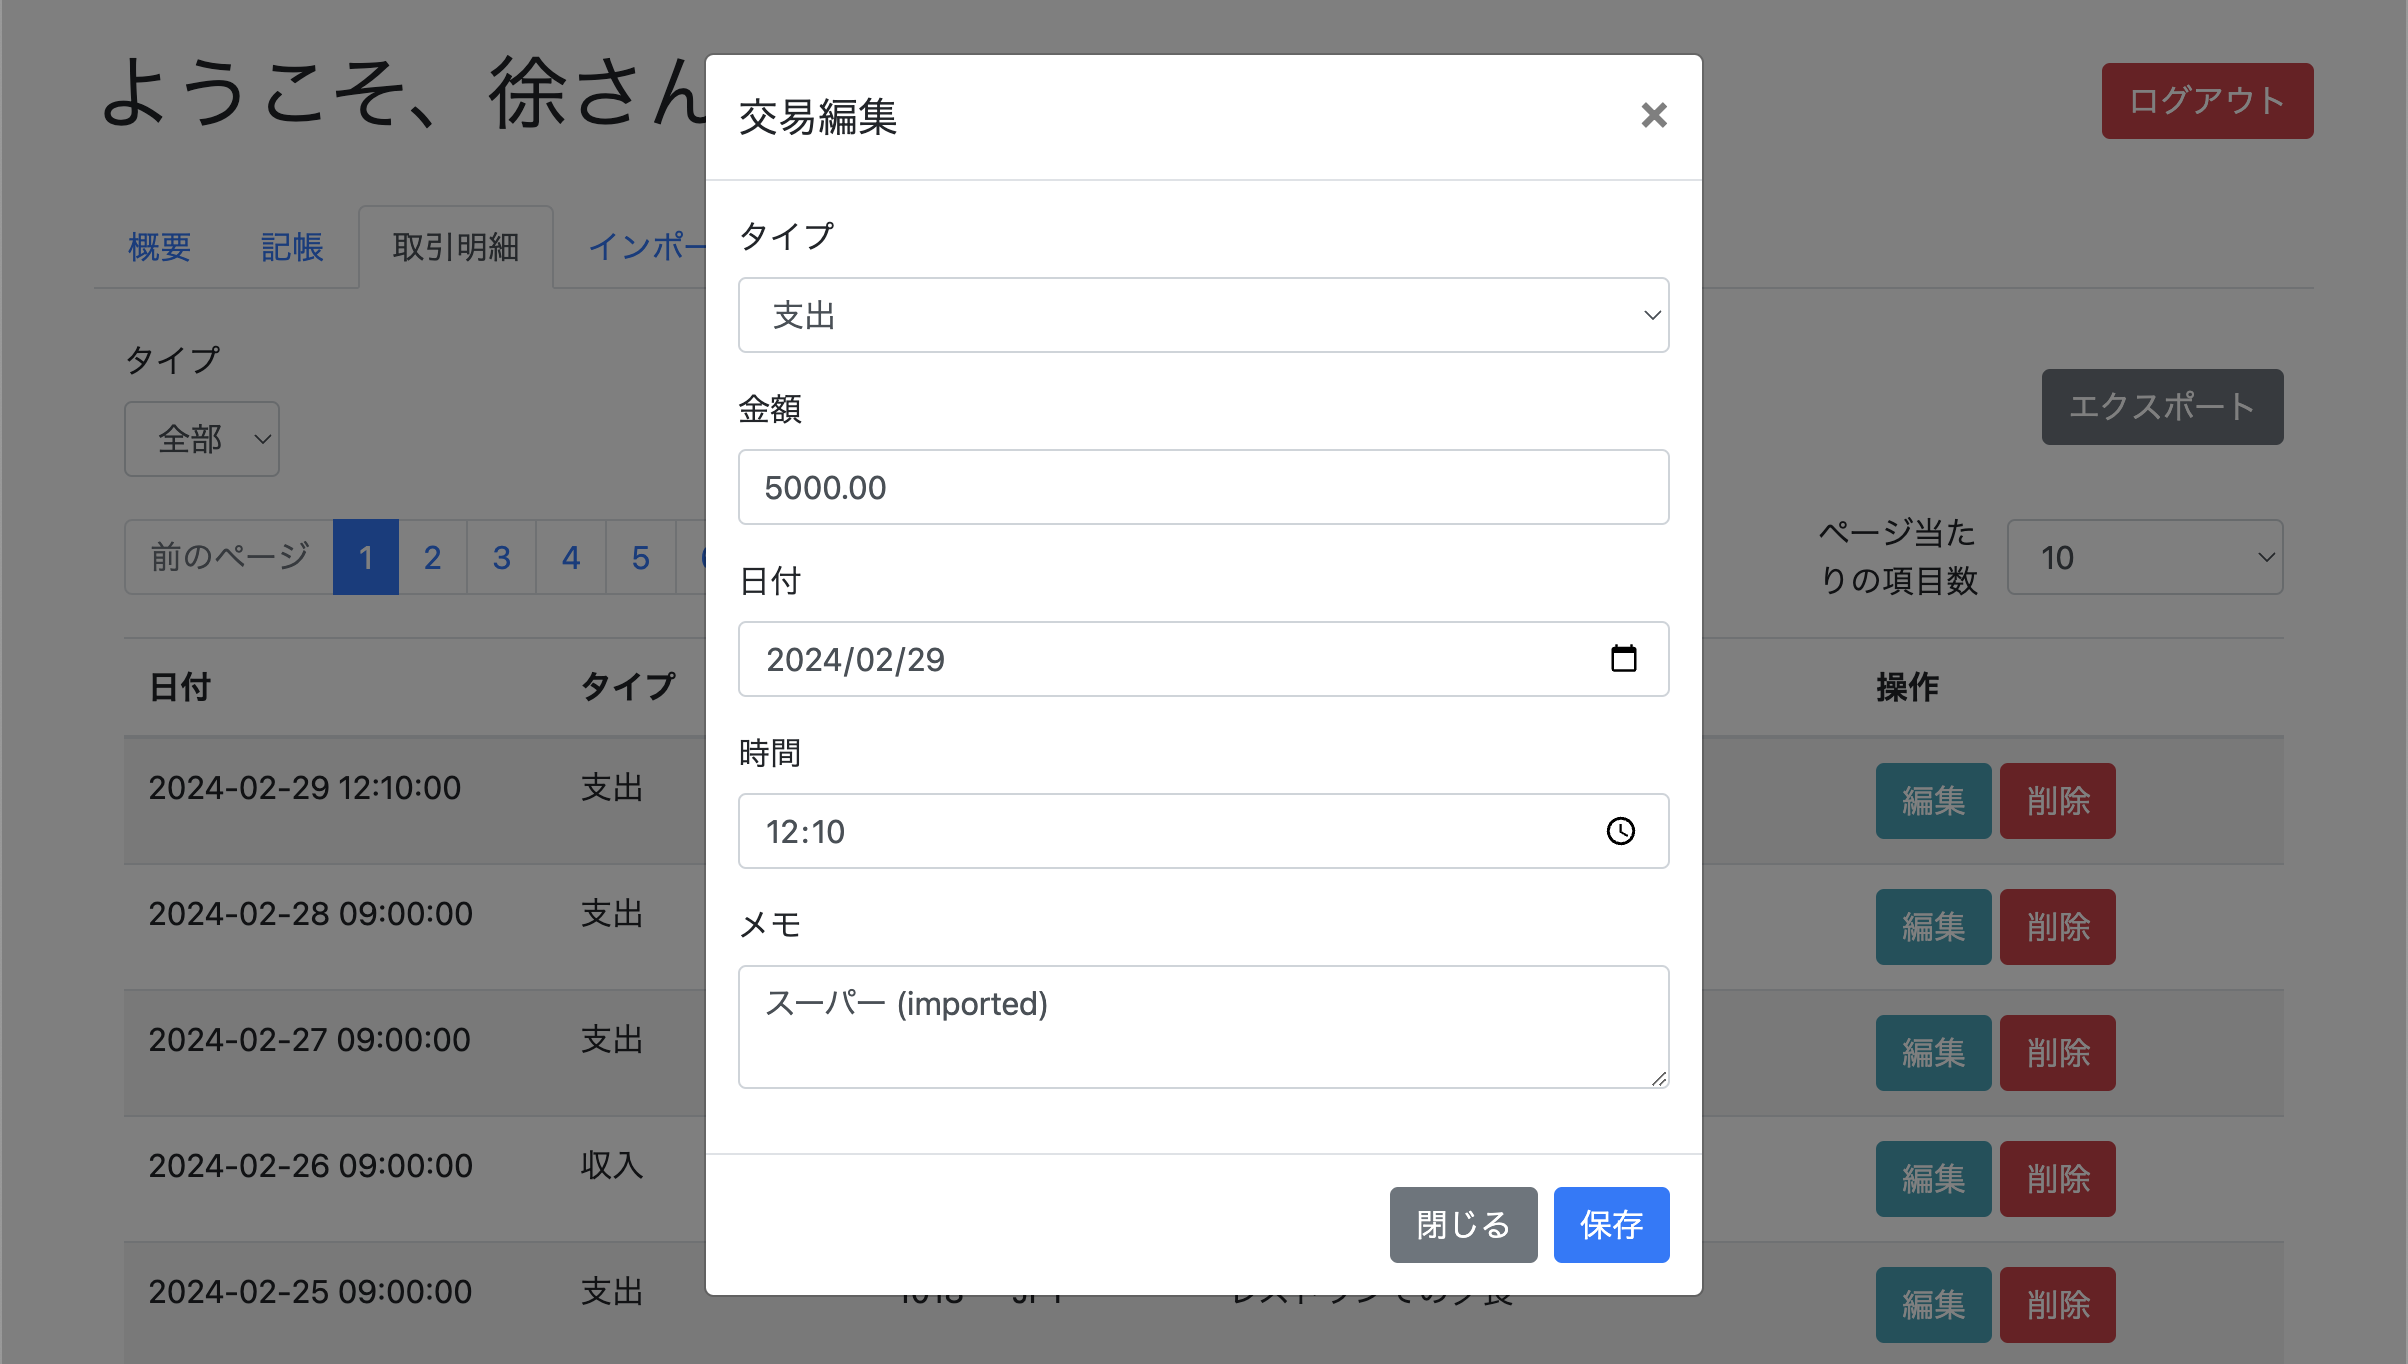 ようこそ、徐さん
ログアウト
概要
記帳
取引明細
インポー
タイプ
全部
エクスポート
前のページ
1
2
3
4
5
ページ当た
りの項目数
10
日付
タイプ
操作
2024-02-29 12:10:00
支出
編集
削除
2024-02-28 09:00:00
支出
編集
削除
2024-02-27 09:00:00
支出
編集
削除
2024-02-26 09:00:00
収入
編集
削除
2024-02-25 09:00:00
支出
編集
削除
交易編集
×
タイプ
支出
金額
5000.00
日付
2024/02/29
時間
12:10
メモ
スーパー (imported)
閉じる
保存